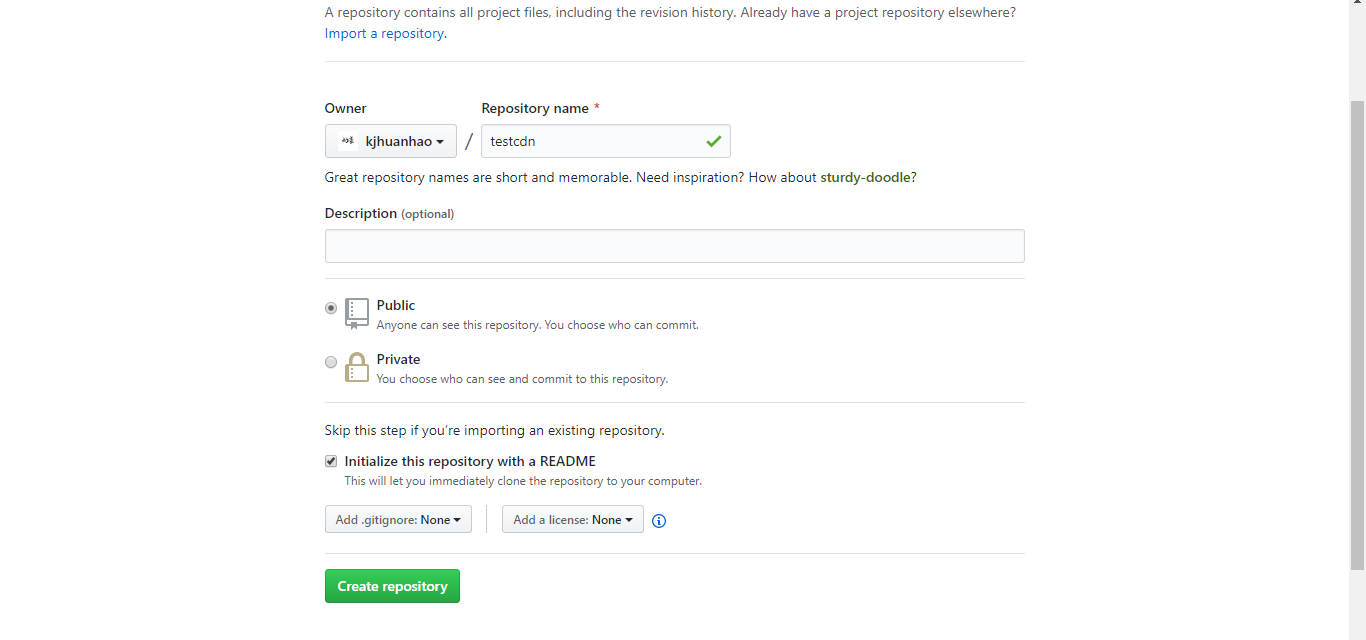 A repository contains all project files, including the revision history. Already have a project repository elsewhere?
Import a repository.
Owner
Repository name *
kjhuanhao / testcdn
Great repository names are short and memorable. Need inspiration? How about sturdy-doodle?
Description (optional)
Public
Anyone can see this repository. You choose who can commit.
Private
You choose who can see and commit to this repository.
Skip this step if you’re importing an existing repository.
Initialize this repository with a README
This will let you immediately clone the repository to your computer.
Add .gitignore: None
Add a license: None
Create repository